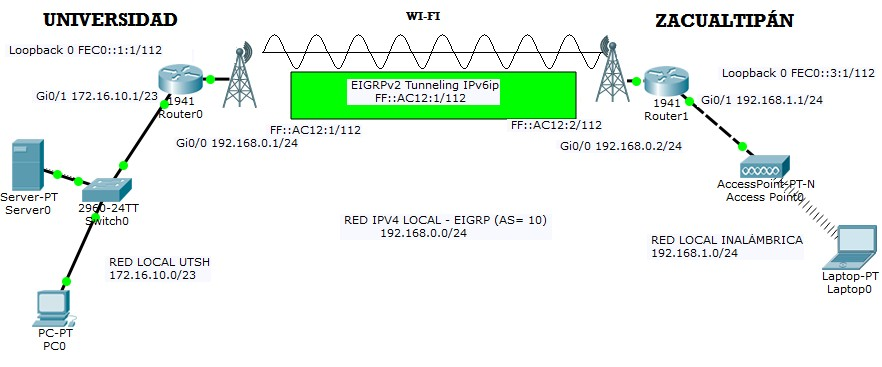 UNIVERSIDAD
WI-FI
ZACUALTIPÁN
Loopback 0 FEC0::1:1/112
Loopback 0 FEC0::3:1/112
EIGRPv2 Tunneling IPv6ip
FF::AC12:1/112
Gi0/1 172.16.10.1/23
1941
Router0
1941
Router1
Gi0/1 192.168.1.1/24
FF::AC12:1/112
FF::AC12:2/112
Gi0/0 192.168.0.1/24
Gi0/0 192.168.0.2/24
Server-PT
Server0
2960-24TT
Switch0
AccessPoint-PT-N
Access Point0
RED IPV4 LOCAL - EIGRP (AS= 10)
192.168.0.0/24
RED LOCAL INALÁMBRICA
192.168.1.0/24
RED LOCAL UTSH
172.16.10.0/23
Laptop-PT
Laptop0
PC-PT
PC0